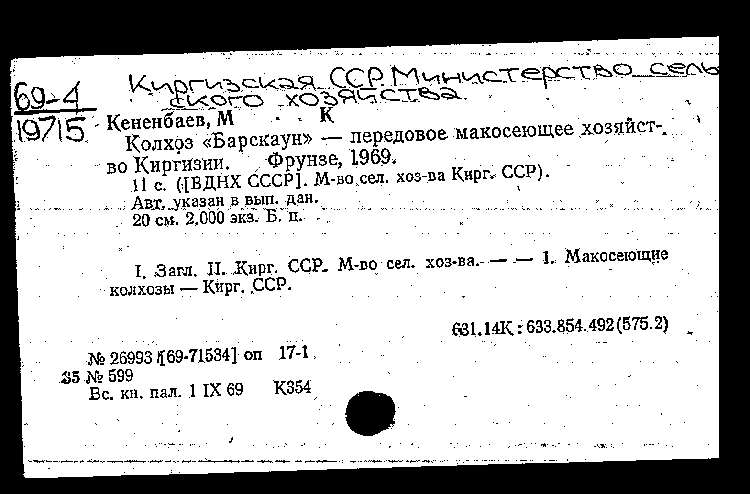 Киргизская ССР. Министерство сель
ского хозяйства.
69-4
19715
Кененбаев, М К
Колхоз «Барскаун» — передовое макосеющее хозяйст-
во Киргизии. Фрунзе, 1969.
11 с. ([ВДНХ СССР]. М-во сел. хоз-ва Кирг. ССР).
Авт. указан в вып. дан.
20 см. 2.000 экз. Б. п.
I. Загл. II. Кирг. ССР. М-во сел. хоз-ва. — — 1. Макосеющие
колхозы — Кирг. ССР.
631.14К : 633.854.492 (575.2)
№ 26993 [69-71534] оп 17-1
35 № 599
Вс. кн. пал. 1 IX 69 К354